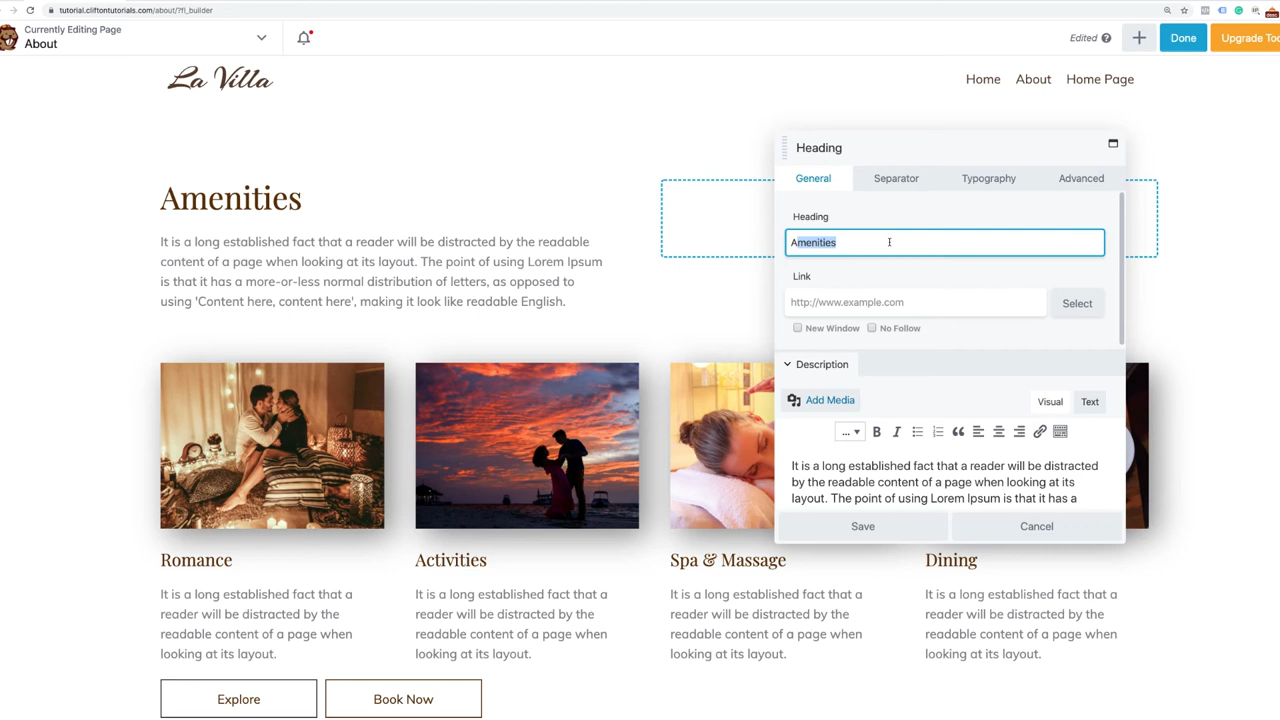 tutorial.cliftontutorials.com/about/?fl_builder
Currently Editing Page
About
Edited
Done
Upgrade Too
La Villa
Home About Home Page
Heading
General Separator Typography Advanced
Amenities
It is a long established fact that a reader will be distracted by the readable
content of a page when looking at its layout. The point of using Lorem Ipsum
is that it has a more-or-less normal distribution of letters, as opposed to
using 'Content here, content here', making it look like readable English.
Heading
Amenities
Link
http://www.example.com
Select
New Window No Follow
Description
Add Media
Visual Text
...
It is a long established fact that a reader will be distracted
by the readable content of a page when looking at its
layout. The point of using Lorem Ipsum is that it has a
Save Cancel
Romance
It is a long established fact that a
reader will be distracted by the
readable content of a page when
looking at its layout.
Activities
It is a long established fact that a
reader will be distracted by the
readable content of a page when
looking at its layout.
Spa & Massage
It is a long established fact that a
reader will be distracted by the
readable content of a page when
looking at its layout.
Dining
It is a long established fact that a
reader will be distracted by the
readable content of a page when
looking at its layout.
Explore
Book Now